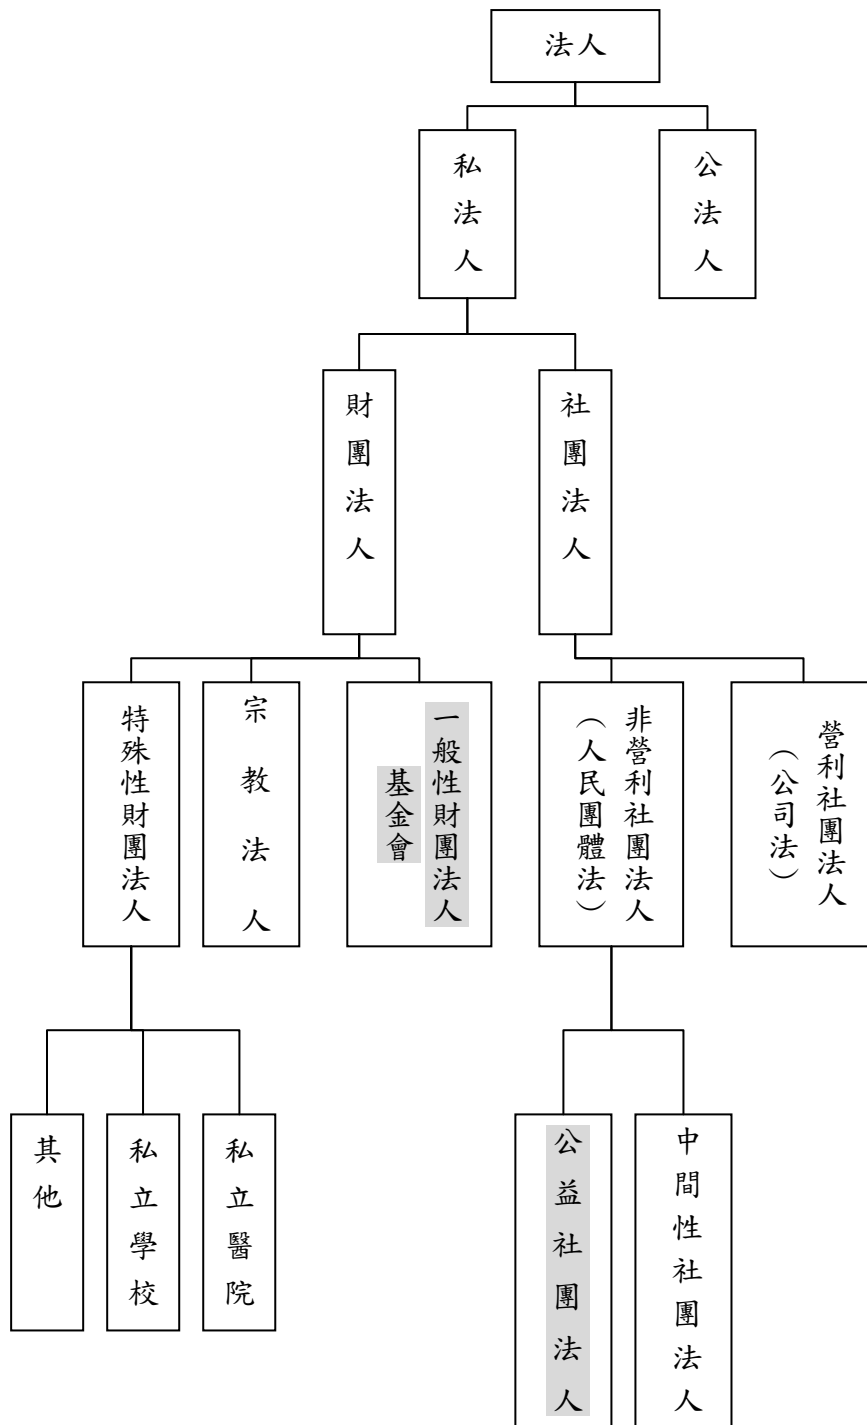 法人
私法人
公法人
財團法人
社團法人
特殊性財團法人
宗教法人
一般性財團法人
基金會
非營利社團法人
（人民團體法）
營利社團法人
（公司法）
其他
私立學校
私立醫院
公益社團法人
中間性社團法人